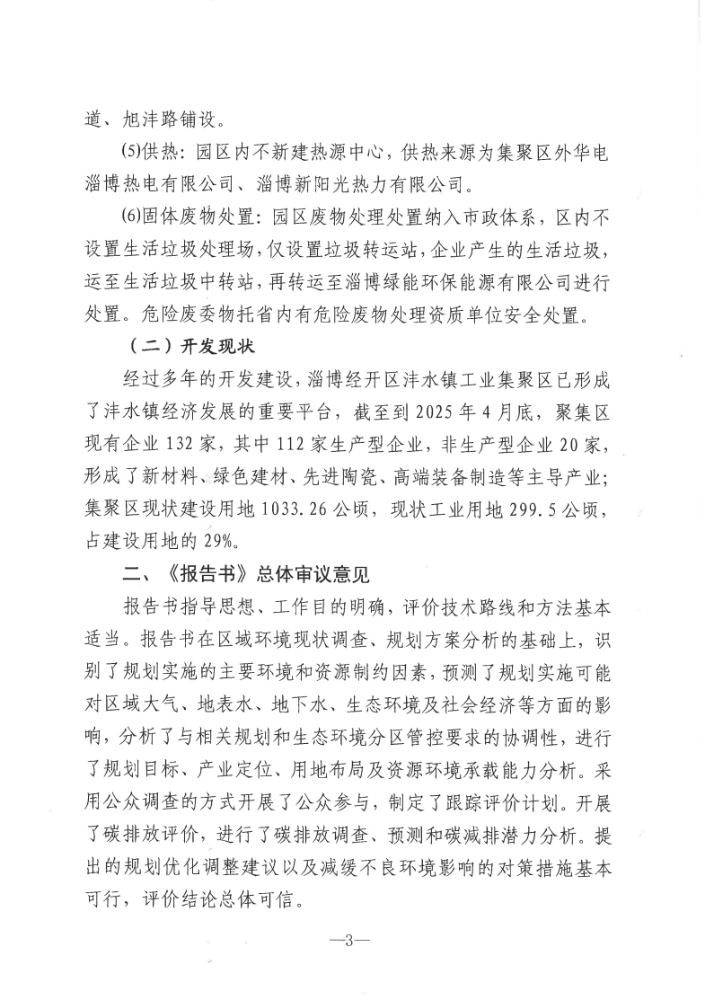 道、旭沣路铺设。
⑸供热：园区内不新建热源中心，供热来源为集聚区外华电
淄博热电有限公司、淄博新阳光热力有限公司。
⑹固体废物处置：园区废物处理处置纳入市政体系，区内不
设置生活垃圾处理场，仅设置垃圾转运站，企业产生的生活垃圾，
运至生活垃圾中转站，再转运至淄博绿能环保能源有限公司进行
处置。危险废委物托省内有危险废物处理资质单位安全处置。
（二）开发现状
经过多年的开发建设，淄博经开区沣水镇工业集聚区已形成
了沣水镇经济发展的重要平台，截至到 2025 年 4 月底，聚集区
现有企业 132 家，其中 112 家生产型企业，非生产型企业 20 家，
形成了新材料、绿色建材、先进陶瓷、高端装备制造等主导产业；
集聚区现状建设用地 1033.26 公顷，现状工业用地 299.5 公顷，
占建设用地的 29%。
二、《报告书》总体审议意见
报告书指导思想、工作目的明确，评价技术路线和方法基本
适当。报告书在区域环境现状调查、规划方案分析的基础上，识
别了规划实施的主要环境和资源制约因素，预测了规划实施可能
对区域大气、地表水、地下水、生态环境及社会经济等方面的影
响，分析了与相关规划和生态环境分区管控要求的协调性，进行
了规划目标、产业定位、用地布局及资源环境承载能力分析。采
用公众调查的方式开展了公众参与，制定了跟踪评价计划。开展
了碳排放评价，进行了碳排放调查、预测和碳减排潜力分析。提
出的规划优化调整建议以及减缓不良环境影响的对策措施基本
可行，评价结论总体可信。
—3—